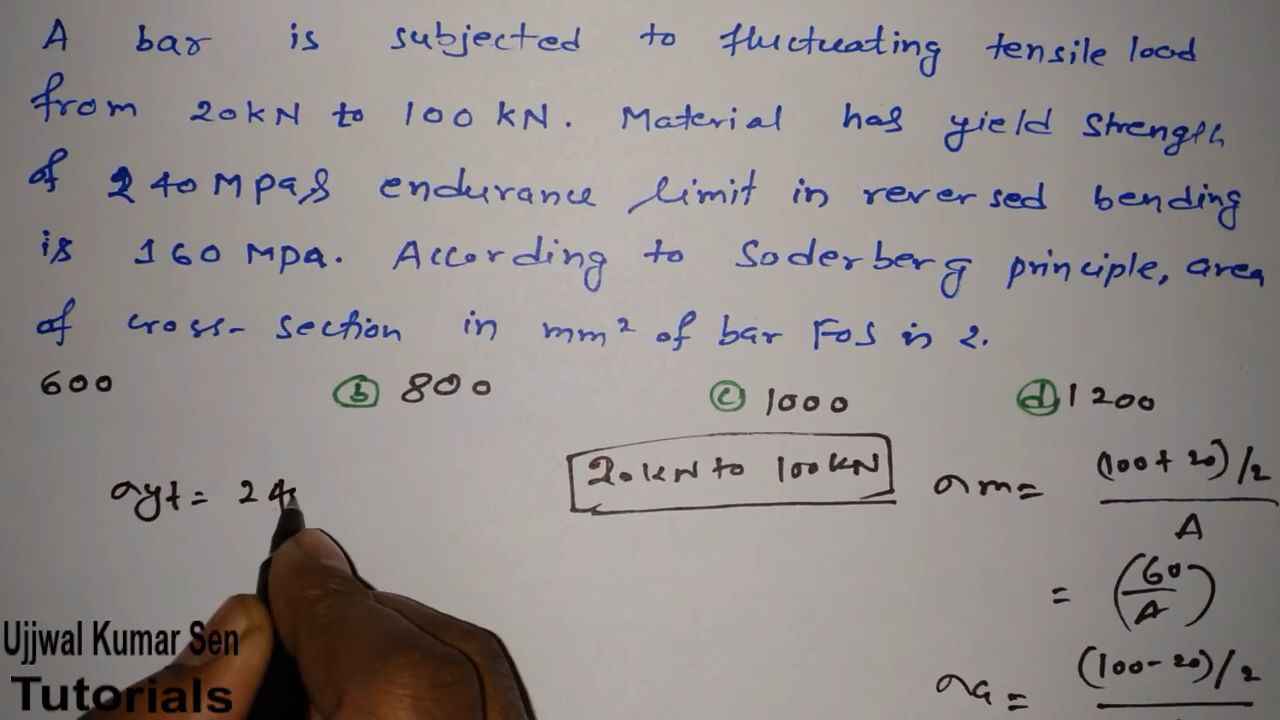 A bar is subjected to fluctuating tensile load
from 20kN to 100 kN. Material has yield strength
of 240 MPa & endurance limit in reversed bending
is 160 MPa. According to Soderberg principle, area
of cross-section in mm² of bar FOS is 2.
600 (b) 800 (c) 1000 (d) 1200
20kN to 100kN
σm = (100+20)/2
A
= (60/A)
σyt = 24
σa = (100-20)/2
Ujjwal Kumar Sen
Tutorials